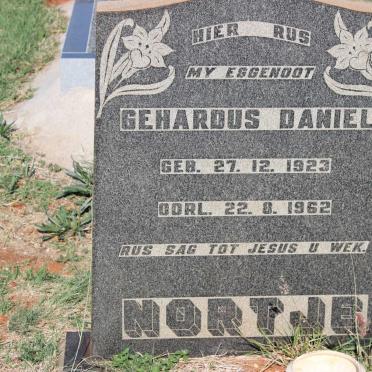 HIER RUS
MY EGGENOOT
GEHARDUS DANIEL
GEB. 27. 12. 1923
OORL. 22. 8. 1962
RUS SAG TOT JESUS U WEK.
NORTJE